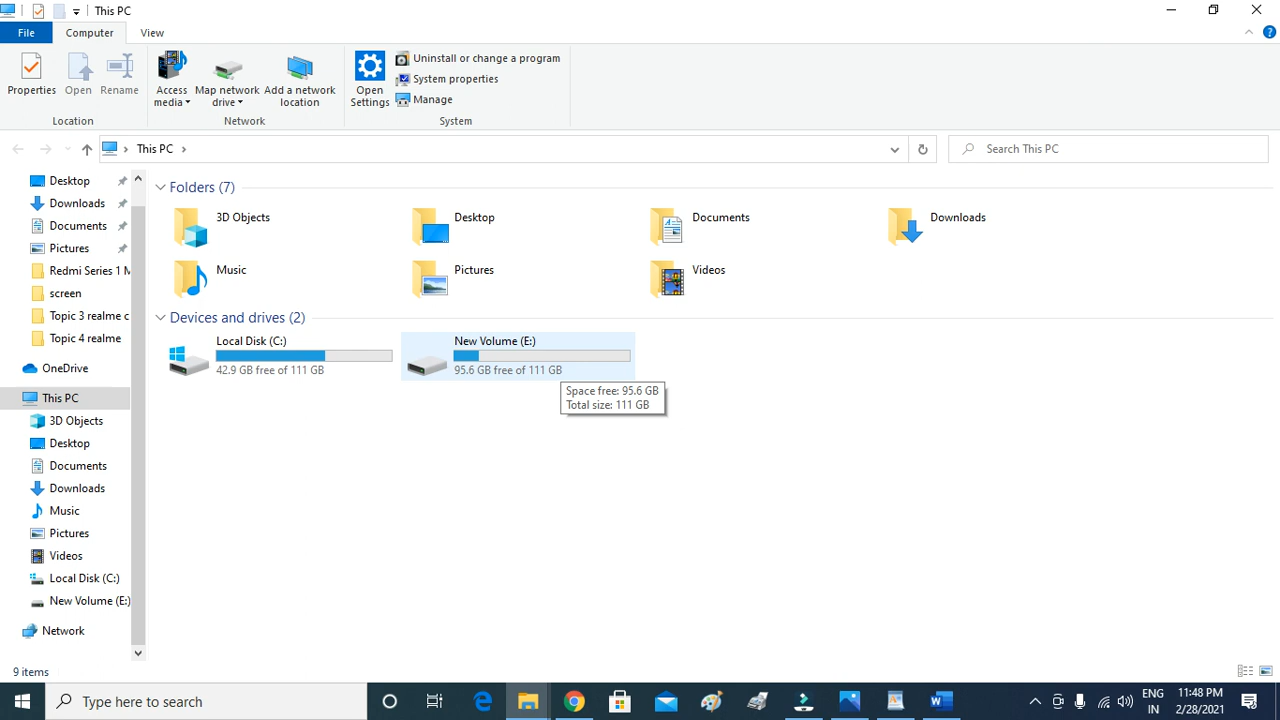 This PC
File
Computer
View
Properties
Open
Rename
Location
Access media
Map network drive
Add a network location
Network
Open Settings
Uninstall or change a program
System properties
Manage
System
This PC
Search This PC
Desktop
Downloads
Documents
Pictures
Redmi Series 1 M
screen
Topic 3 realme c
Topic 4 realme
OneDrive
This PC
3D Objects
Desktop
Documents
Downloads
Music
Pictures
Videos
Local Disk (C:)
New Volume (E:)
Network
Folders (7)
3D Objects
Desktop
Documents
Downloads
Music
Pictures
Videos
Devices and drives (2)
Local Disk (C:)
42.9 GB free of 111 GB
New Volume (E:)
95.6 GB free of 111 GB
Space free: 95.6 GB
Total size: 111 GB
9 items
Type here to search
ENG
IN
11:48 PM
2/28/2021